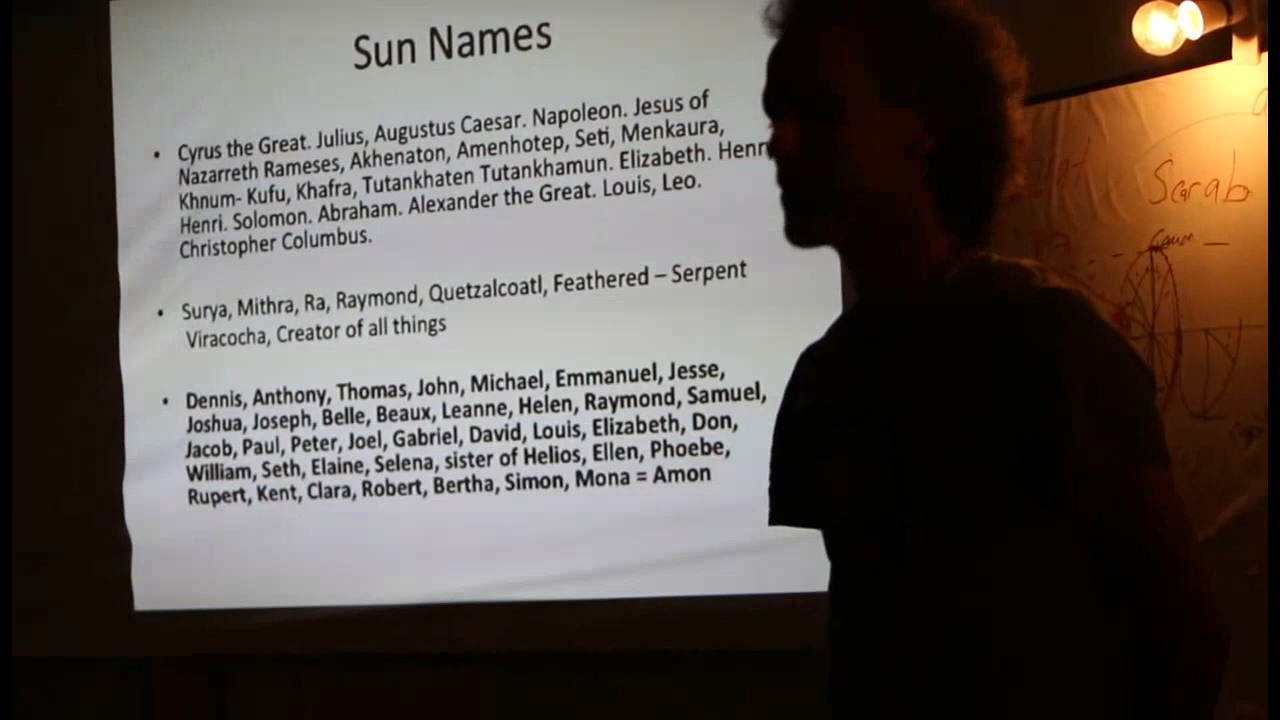 Sun Names
• Cyrus the Great. Julius, Augustus Caesar. Napoleon. Jesus of
Nazarreth Rameses, Akhenaton, Amenhotep, Seti, Menkaura,
Khnum- Kufu, Khafra, Tutankhaten Tutankhamun. Elizabeth. Henr
Henri. Solomon. Abraham. Alexander the Great. Louis, Leo.
Christopher Columbus.
• Surya, Mithra, Ra, Raymond, Quetzalcoatl, Feathered – Serpent
Viracocha, Creator of all things
• Dennis, Anthony, Thomas, John, Michael, Emmanuel, Jesse,
Joshua, Joseph, Belle, Beaux, Leanne, Helen, Raymond, Samuel,
Jacob, Paul, Peter, Joel, Gabriel, David, Louis, Elizabeth, Don,
William, Seth, Elaine, Selena, sister of Helios, Ellen, Phoebe,
Rupert, Kent, Clara, Robert, Bertha, Simon, Mona = Amon
Scarab